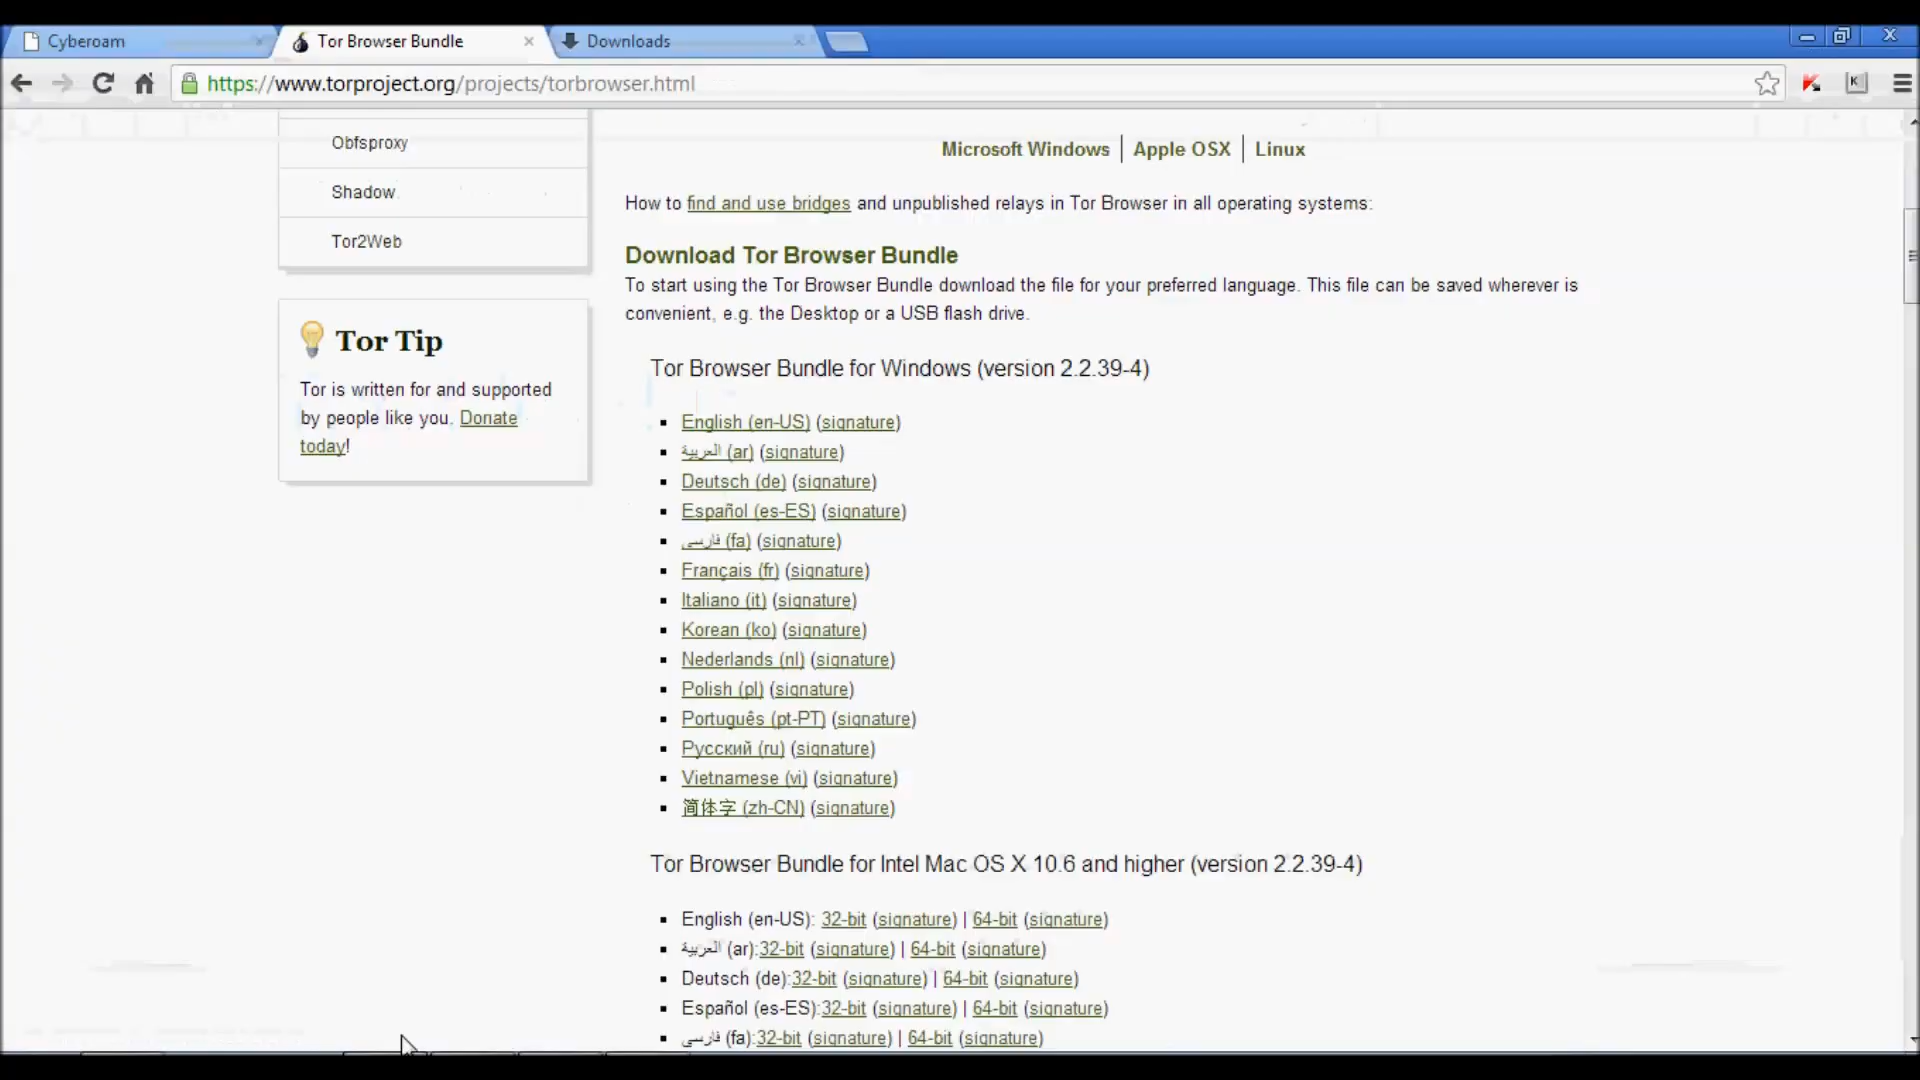 Cyberoam
Tor Browser Bundle
Downloads
https://www.torproject.org/projects/torbrowser.html
Obfsproxy
Shadow
Tor2Web
Tor Tip
Tor is written for and supported
by people like you. Donate
today!
Microsoft Windows | Apple OSX | Linux
How to find and use bridges and unpublished relays in Tor Browser in all operating systems:
Download Tor Browser Bundle
To start using the Tor Browser Bundle download the file for your preferred language. This file can be saved wherever is
convenient, e.g. the Desktop or a USB flash drive.
Tor Browser Bundle for Windows (version 2.2.39-4)
English (en-US) (signature)
العربية (ar) (signature)
Deutsch (de) (signature)
Español (es-ES) (signature)
فارسی (fa) (signature)
Français (fr) (signature)
Italiano (it) (signature)
Korean (ko) (signature)
Nederlands (nl) (signature)
Polish (pl) (signature)
Português (pt-PT) (signature)
Русский (ru) (signature)
Vietnamese (vi) (signature)
简体字 (zh-CN) (signature)
Tor Browser Bundle for Intel Mac OS X 10.6 and higher (version 2.2.39-4)
English (en-US): 32-bit (signature) | 64-bit (signature)
العربية (ar):32-bit (signature) | 64-bit (signature)
Deutsch (de):32-bit (signature) | 64-bit (signature)
Español (es-ES):32-bit (signature) | 64-bit (signature)
فارسی (fa):32-bit (signature) | 64-bit (signature)